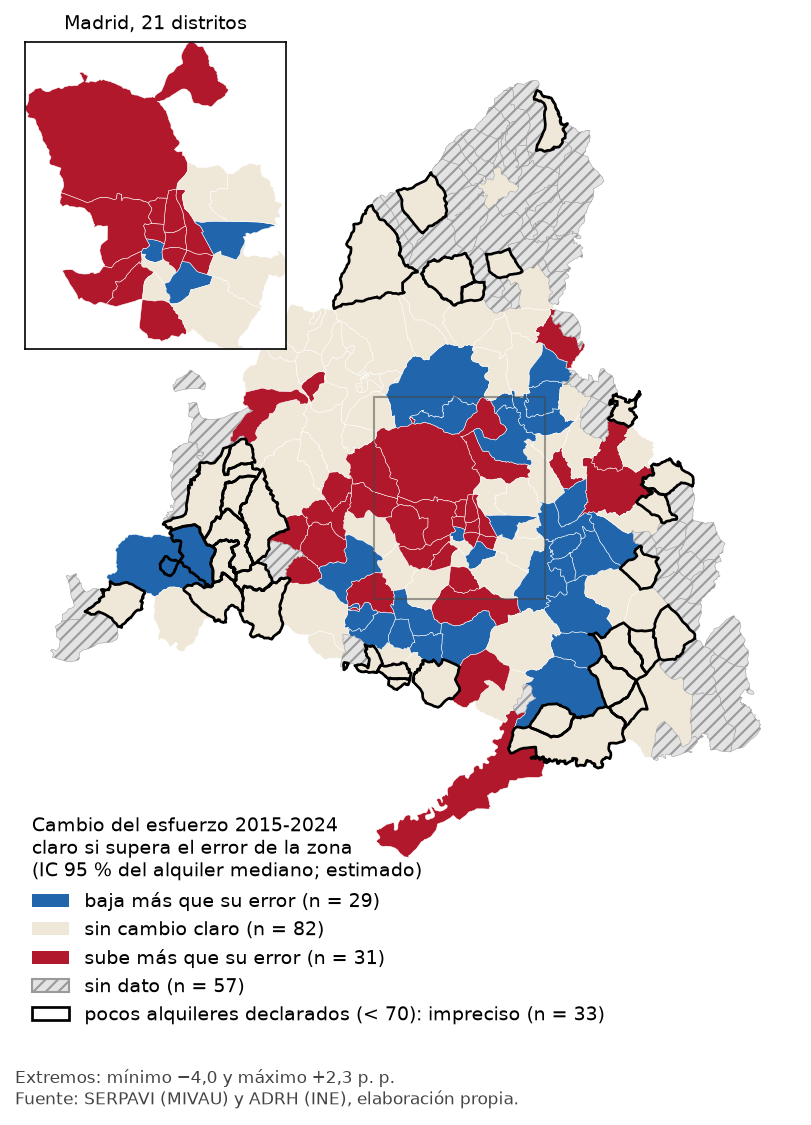 Madrid, 21 distritos
Cambio del esfuerzo 2015-2024
claro si supera el error de la zona
(IC 95 % del alquiler mediano; estimado)
baja más que su error (n = 29)
sin cambio claro (n = 82)
sube más que su error (n = 31)
sin dato (n = 57)
pocos alquileres declarados (< 70): impreciso (n = 33)
Extremos: mínimo −4,0 y máximo +2,3 p. p.
Fuente: SERPAVI (MIVAU) y ADRH (INE), elaboración propia.